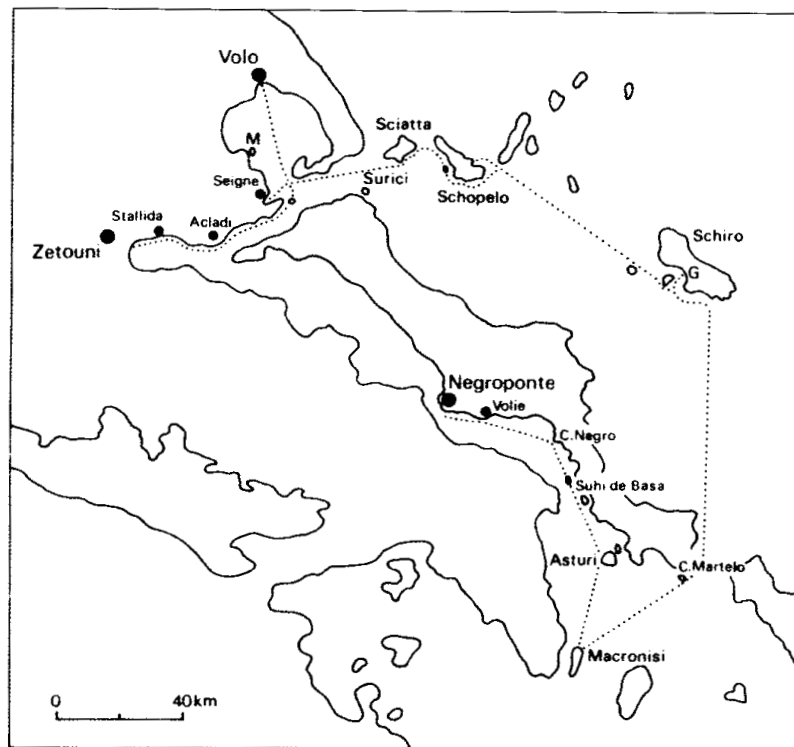 Volo
Sciatta
M
Seigne
Surici
Schopelo
Stallida
Acladi
Zetouni
Schiro
G
Negroponte
Volie
C.Negro
Suhi de Basa
Asturi
C.Martelo
Macronisi
0 40km